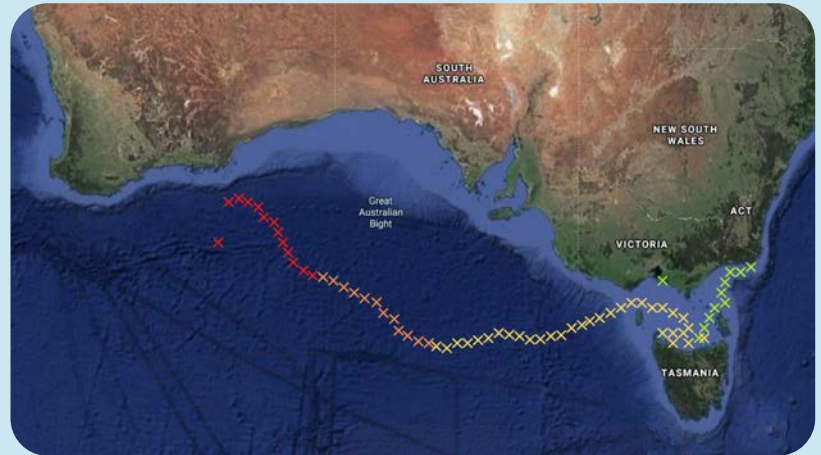 SOUTH
AUSTRALIA
NEW SOUTH
WALES
Great
Australian
Bight
ACT
VICTORIA
TASMANIA